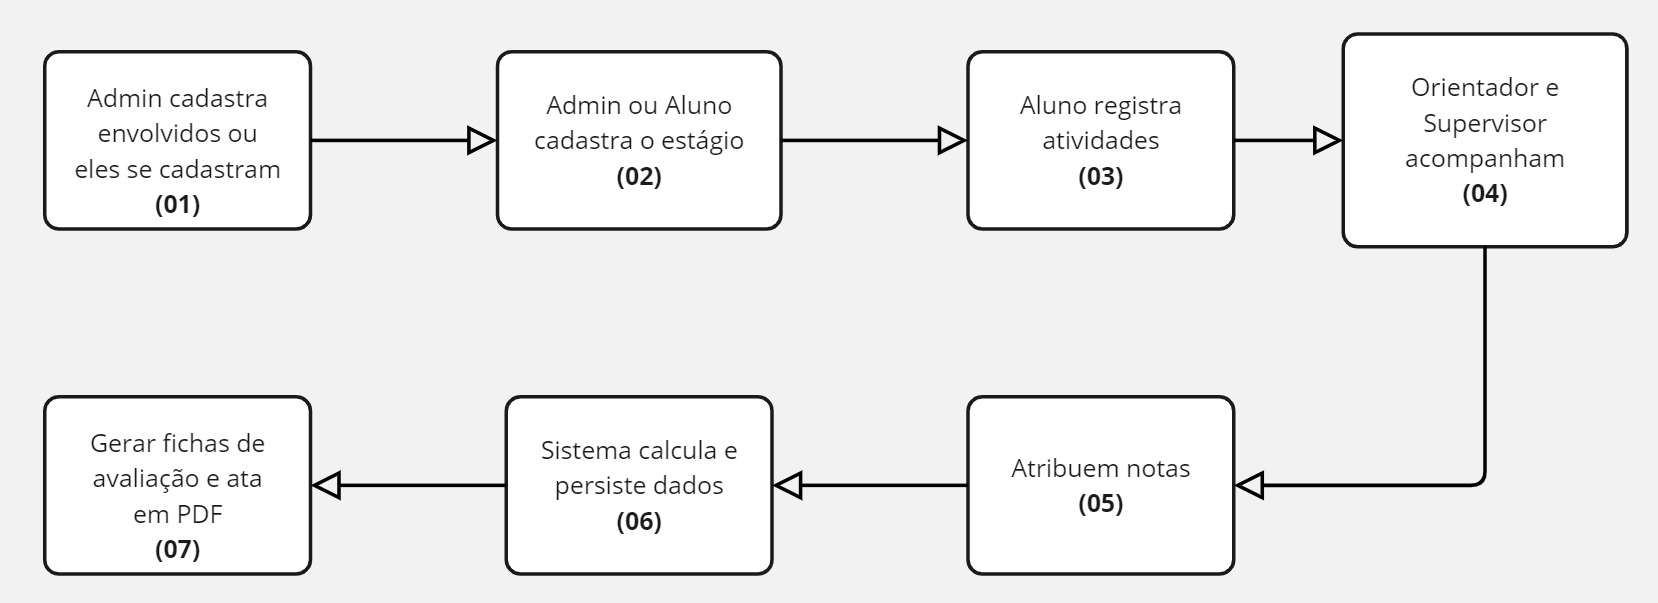 Admin cadastra
envolvidos ou
eles se cadastram
(01)
Admin ou Aluno
cadastra o estágio
(02)
Aluno registra
atividades
(03)
Orientador e
Supervisor
acompanham
(04)
Atribuem notas
(05)
Sistema calcula e
persiste dados
(06)
Gerar fichas de
avaliação e ata
em PDF
(07)